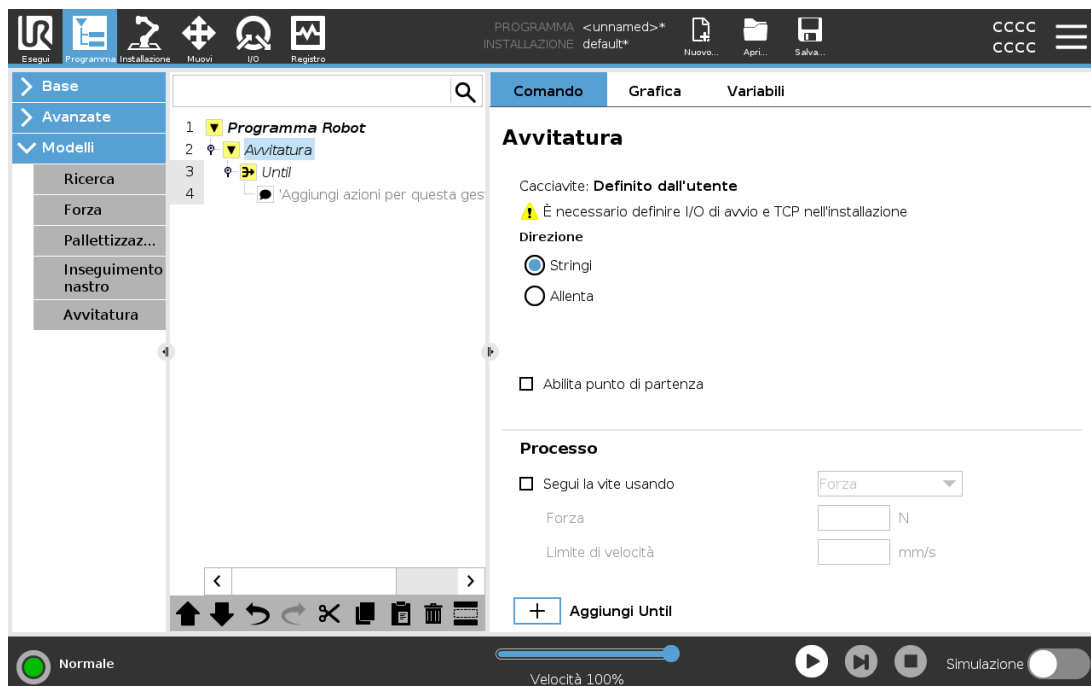 UR
Esegui
Programma
Installazione
Muovi
I/O
Registro
PROGRAMMA <unnamed>*
INSTALLAZIONE default*
Nuovo...
Apri...
Salva...
CCCC
CCCC
Base
Avanzate
Modelli
Ricerca
Forza
Pallettizzaz...
Inseguimento
nastro
Avvitatura
1 Programma Robot
2 Avvitatura
3 Until
4 'Aggiungi azioni per questa ges
Comando
Grafica
Variabili
Avvitatura
Cacciavite: Definito dall'utente
È necessario definire I/O di avvio e TCP nell'installazione
Direzione
Stringi
Allenta
Abilita punto di partenza
Processo
Segui la vite usando
Forza
Forza
N
Limite di velocità
mm/s
+ Aggiungi Until
Normale
Velocità 100%
Simulazione